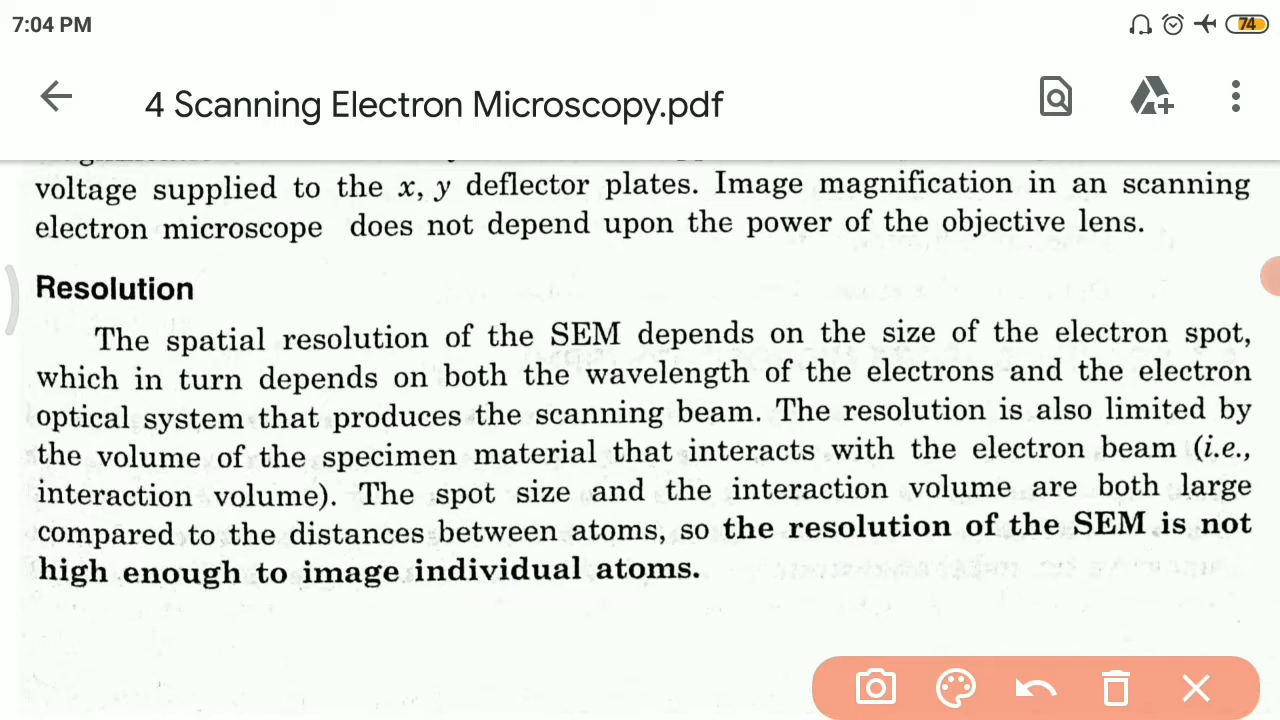 7:04 PM
74
4 Scanning Electron Microscopy.pdf
voltage supplied to the x, y deflector plates. Image magnification in an scanning
electron microscope does not depend upon the power of the objective lens.
Resolution
The spatial resolution of the SEM depends on the size of the electron spot,
which in turn depends on both the wavelength of the electrons and the electron
optical system that produces the scanning beam. The resolution is also limited by
the volume of the specimen material that interacts with the electron beam (i.e.,
interaction volume). The spot size and the interaction volume are both large
compared to the distances between atoms, so the resolution of the SEM is not
high enough to image individual atoms.